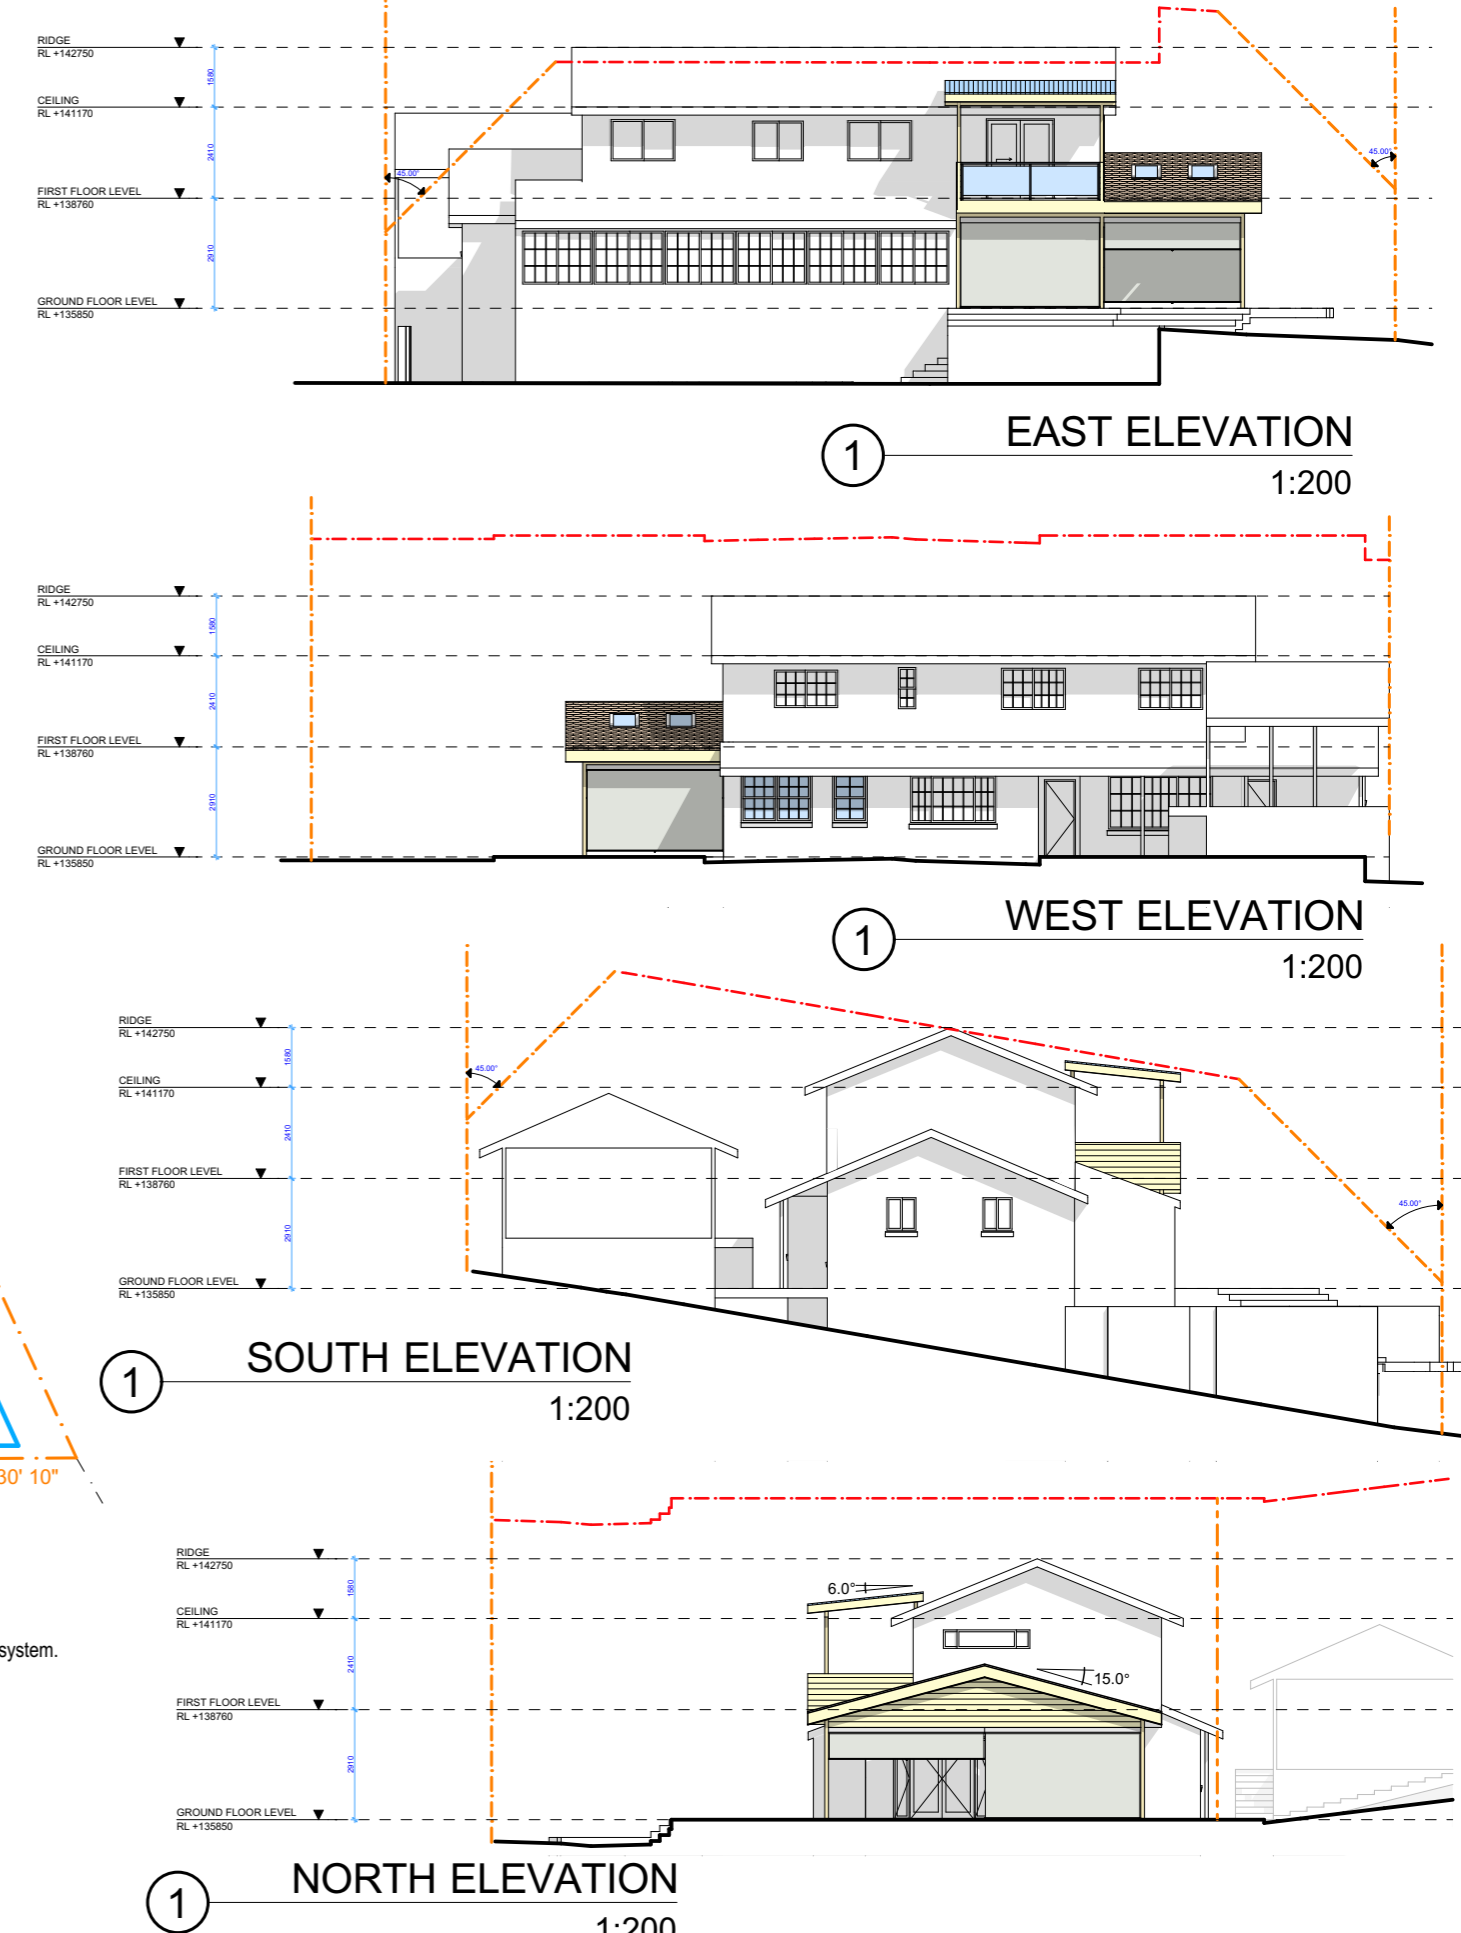 RIDGE
RL +142750
1580
CEILING
RL +141170
2410
45.00°
45.00°
FIRST FLOOR LEVEL
RL +138760
2910
GROUND FLOOR LEVEL
RL +135850
1
EAST ELEVATION
1:200
RIDGE
RL +142750
1580
CEILING
RL +141170
2410
FIRST FLOOR LEVEL
RL +138760
2910
GROUND FLOOR LEVEL
RL +135850
1
WEST ELEVATION
1:200
RIDGE
RL +142750
1580
45.00°
CEILING
RL +141170
2410
FIRST FLOOR LEVEL
RL +138760
45.00°
2910
GROUND FLOOR LEVEL
RL +135850
1
SOUTH ELEVATION
1:200
30' 10"
RIDGE
RL +142750
1580
6.0°
CEILING
RL +141170
system.
2410
15.0°
FIRST FLOOR LEVEL
RL +138760
2910
GROUND FLOOR LEVEL
RL +135850
1
NORTH ELEVATION
1:200